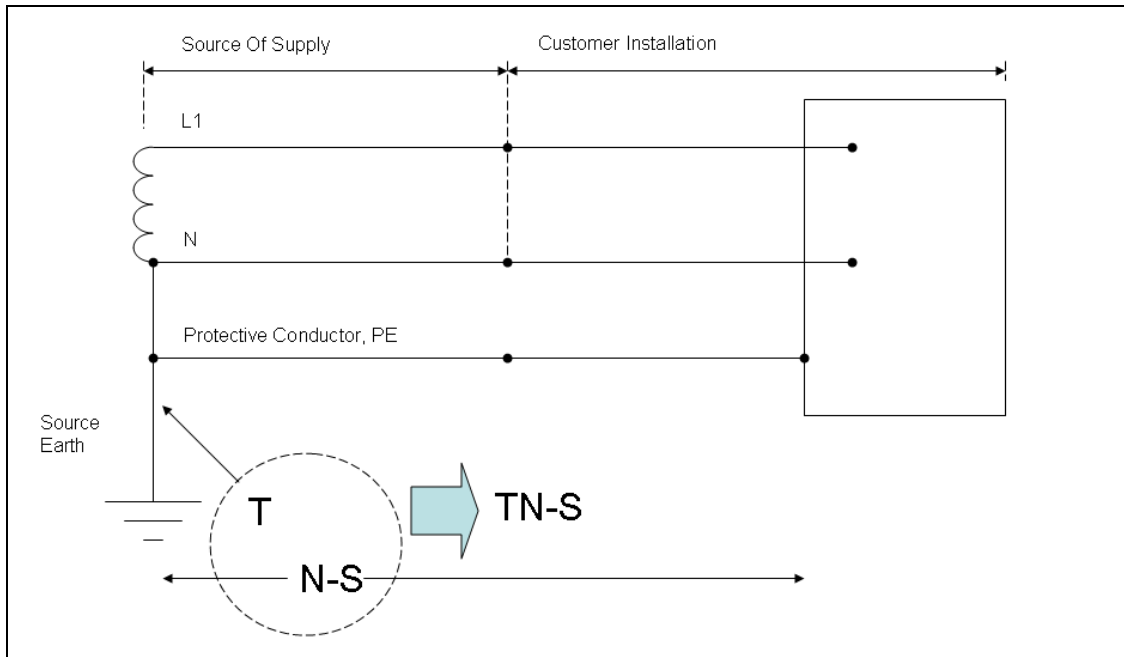 Source Of Supply
Customer Installation
L1
N
Protective Conductor, PE
Source
Earth
T
TN-S
N-S